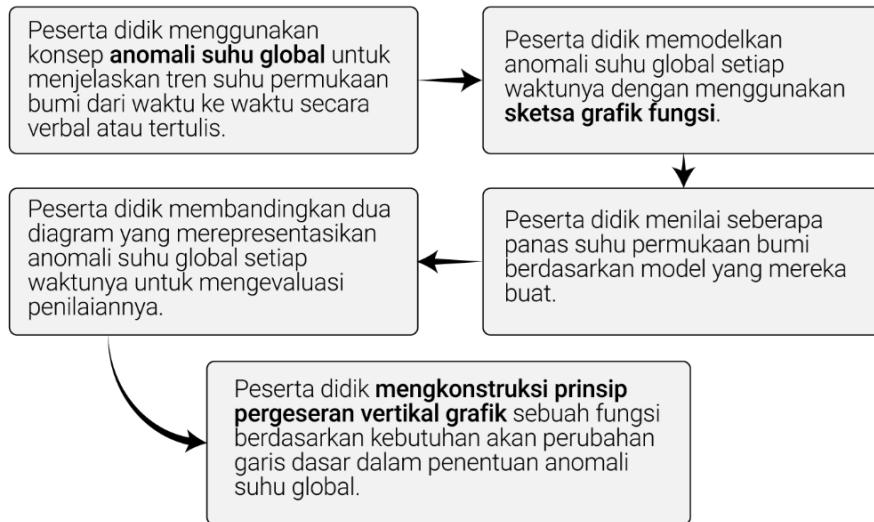 Peserta didik menggunakan
konsep anomali suhu global untuk
menjelaskan tren suhu permukaan
bumi dari waktu ke waktu secara
verbal atau tertulis.
Peserta didik memodelkan
anomali suhu global setiap
waktunya dengan menggunakan
sketsa grafik fungsi.
Peserta didik menilai seberapa
panas suhu permukaan bumi
berdasarkan model yang mereka
buat.
Peserta didik membandingkan dua
diagram yang merepresentasikan
anomali suhu global setiap
waktunya untuk mengevaluasi
penilaiannya.
Peserta didik mengkonstruksi prinsip
pergeseran vertikal grafik sebuah fungsi
berdasarkan kebutuhan akan perubahan
garis dasar dalam penentuan anomali
suhu global.